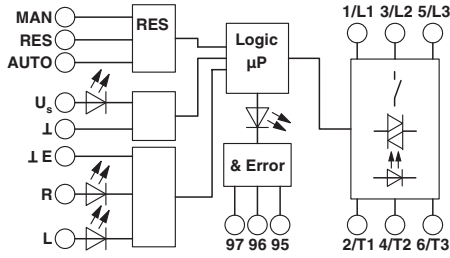 MAN
RES
AUTO
RES
Us
⊥
⊥ E
R
L
Logic
µP
& Error
97 96 95
1/L1 3/L2 5/L3
2/T1 4/T2 6/T3